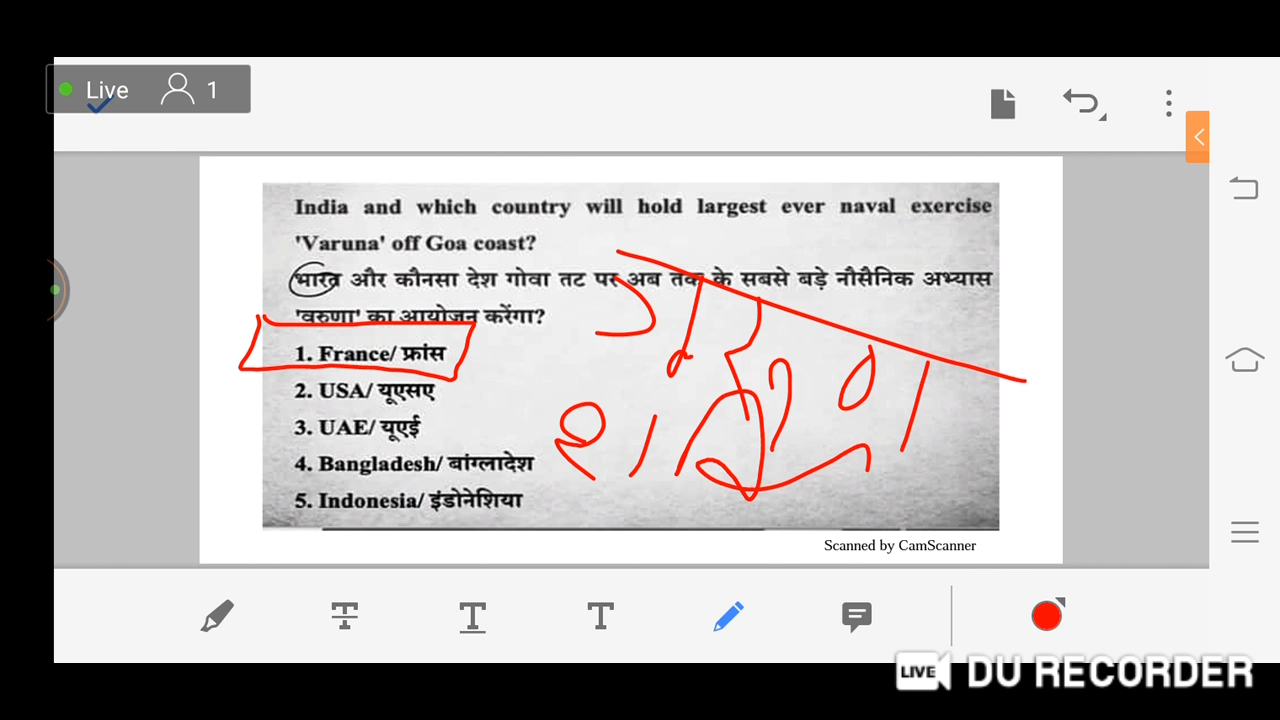 Live 1
India and which country will hold largest ever naval exercise
'Varuna' off Goa coast?
भारत और कौनसा देश गोवा तट पर अब तक के सबसे बड़े नौसैनिक अभ्यास
'वरुणा' का आयोजन करेंगा?
1. France/ फ्रांस
2. USA/ यूएसए
3. UAE/ यूएई
4. Bangladesh/ बांग्लादेश
5. Indonesia/ इंडोनेशिया
Scanned by CamScanner
T T T
LIVE DU RECORDER